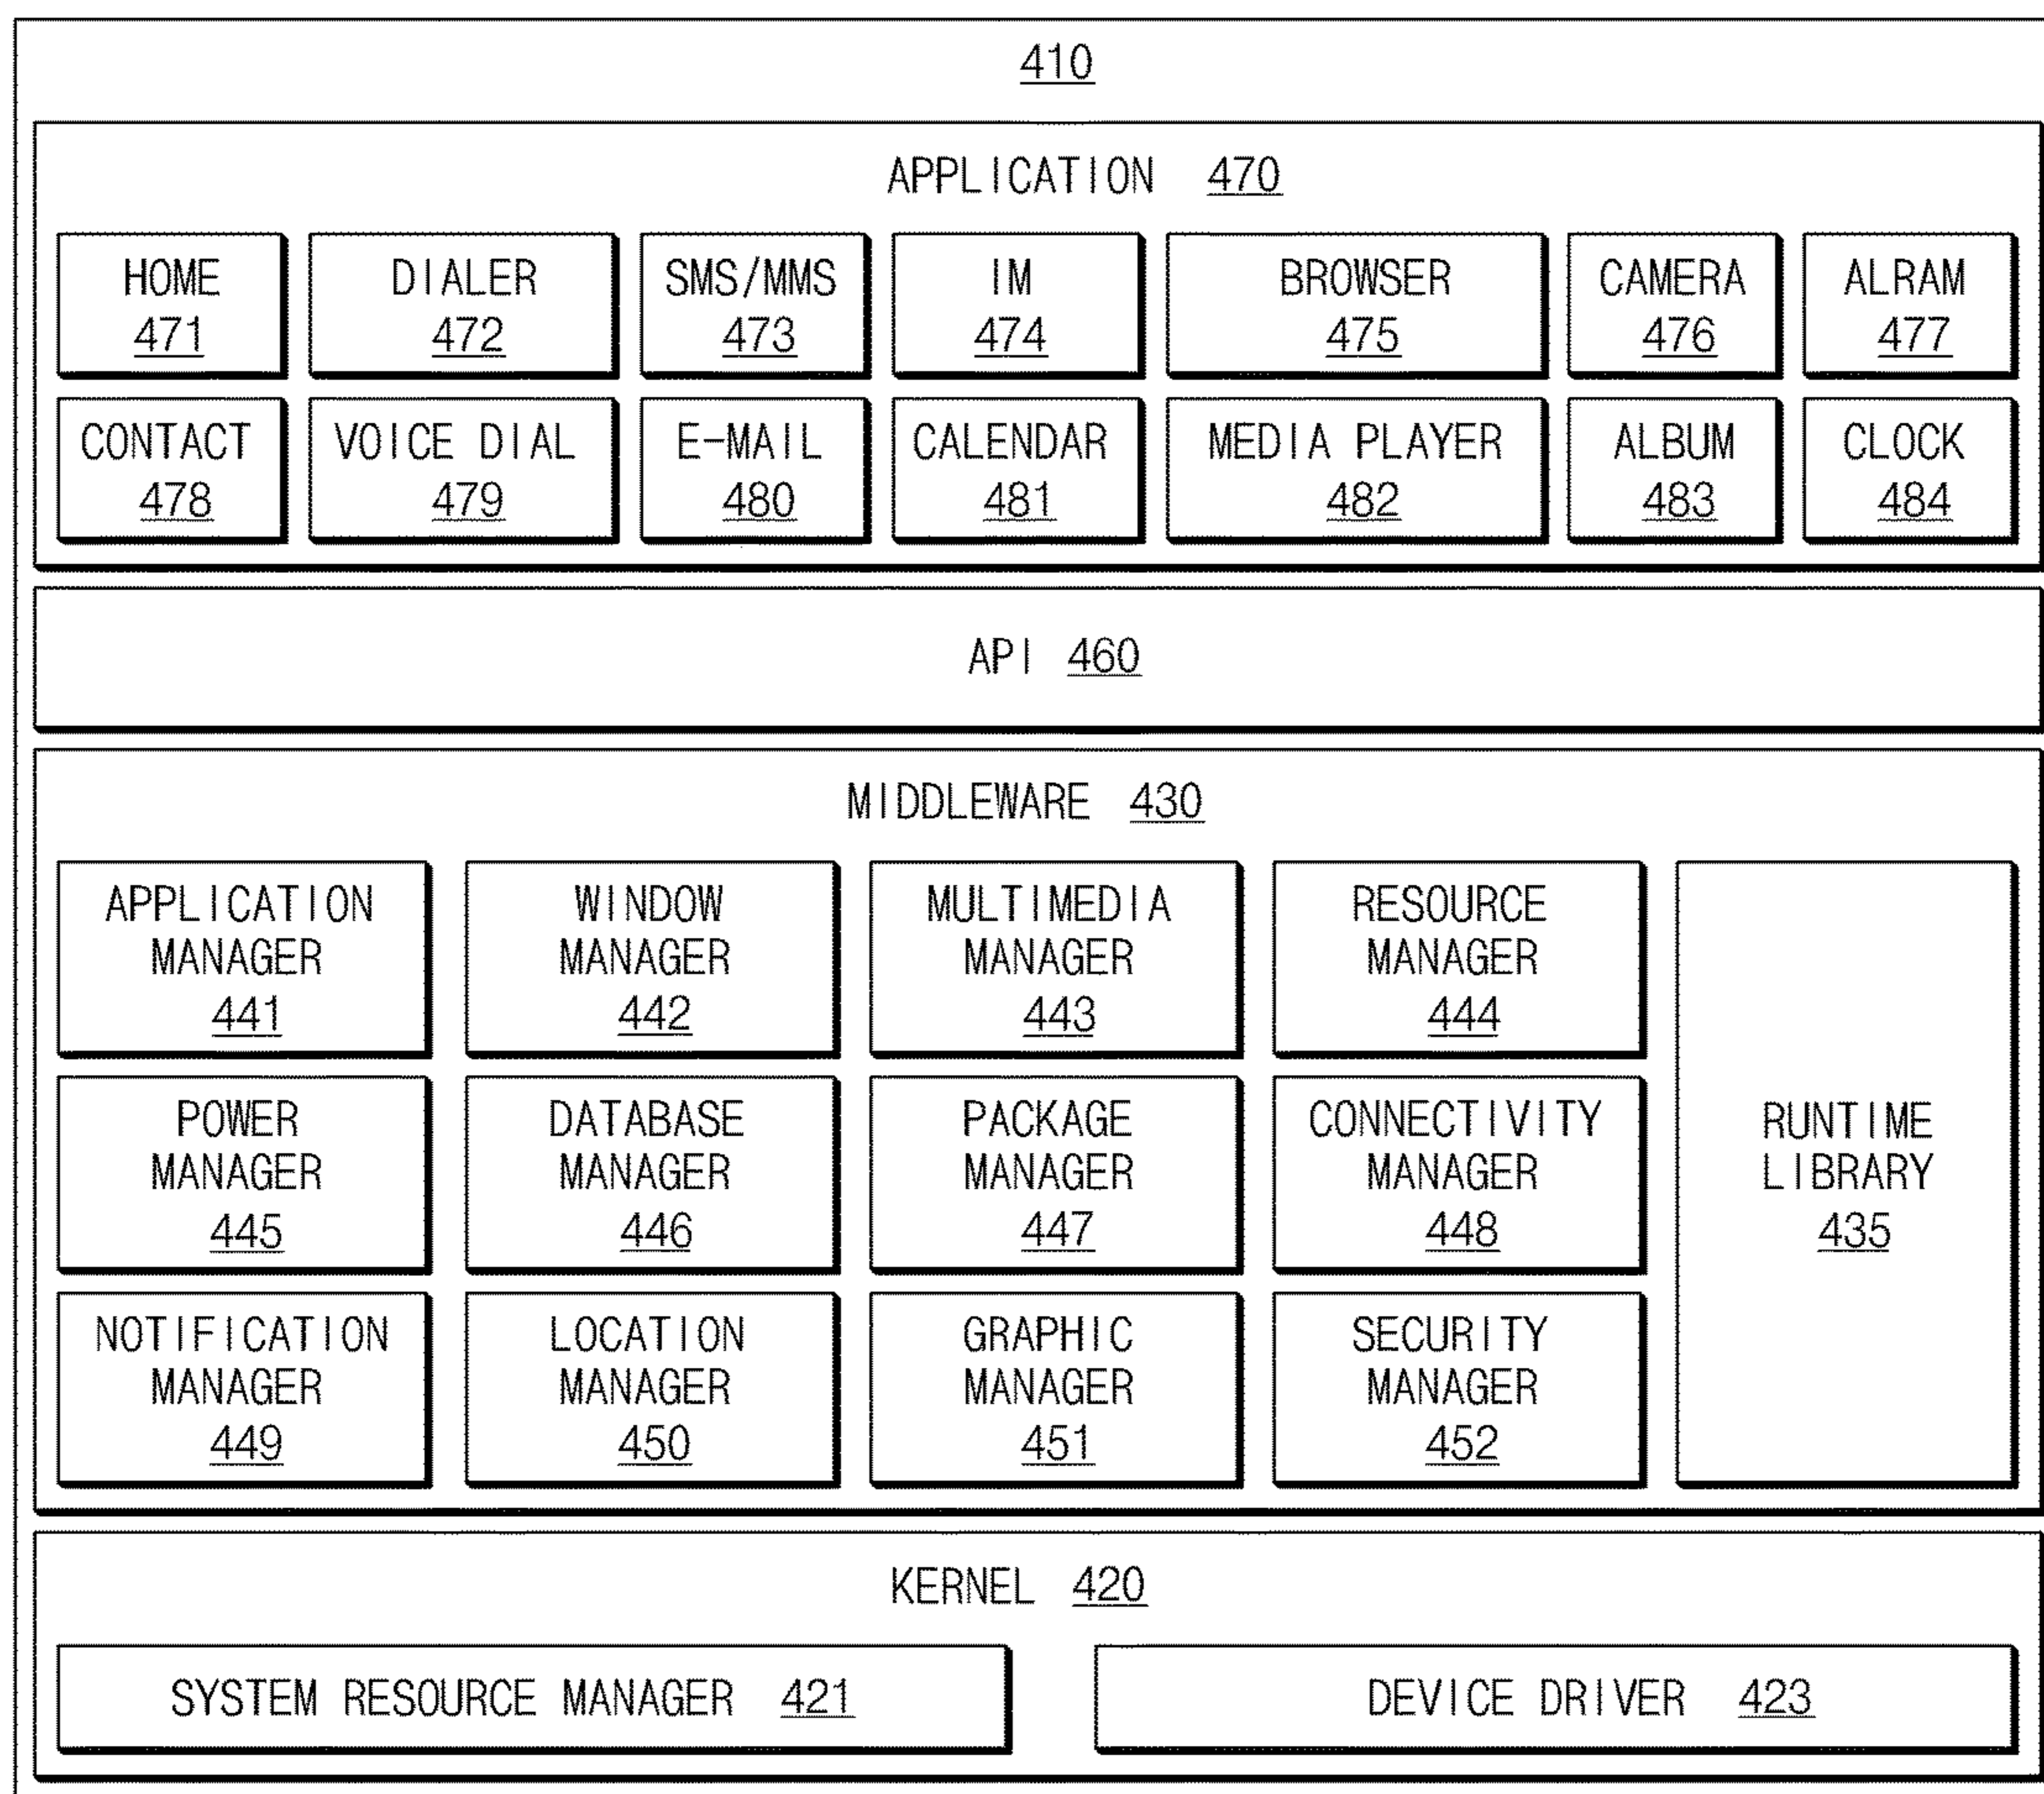 410
APPLICATION 470
HOME
471
DIALER
472
SMS/MMS
473
IM
474
BROWSER
475
CAMERA
476
ALRAM
477
CONTACT
478
VOICE DIAL
479
E-MAIL
480
CALENDAR
481
MEDIA PLAYER
482
ALBUM
483
CLOCK
484
API 460
MIDDLEWARE 430
APPLICATION
MANAGER
441
WINDOW
MANAGER
442
MULTIMEDIA
MANAGER
443
RESOURCE
MANAGER
444
POWER
MANAGER
445
DATABASE
MANAGER
446
PACKAGE
MANAGER
447
CONNECTIVITY
MANAGER
448
NOTIFICATION
MANAGER
449
LOCATION
MANAGER
450
GRAPHIC
MANAGER
451
SECURITY
MANAGER
452
RUNTIME
LIBRARY
435
KERNEL 420
SYSTEM RESOURCE MANAGER 421
DEVICE DRIVER 423